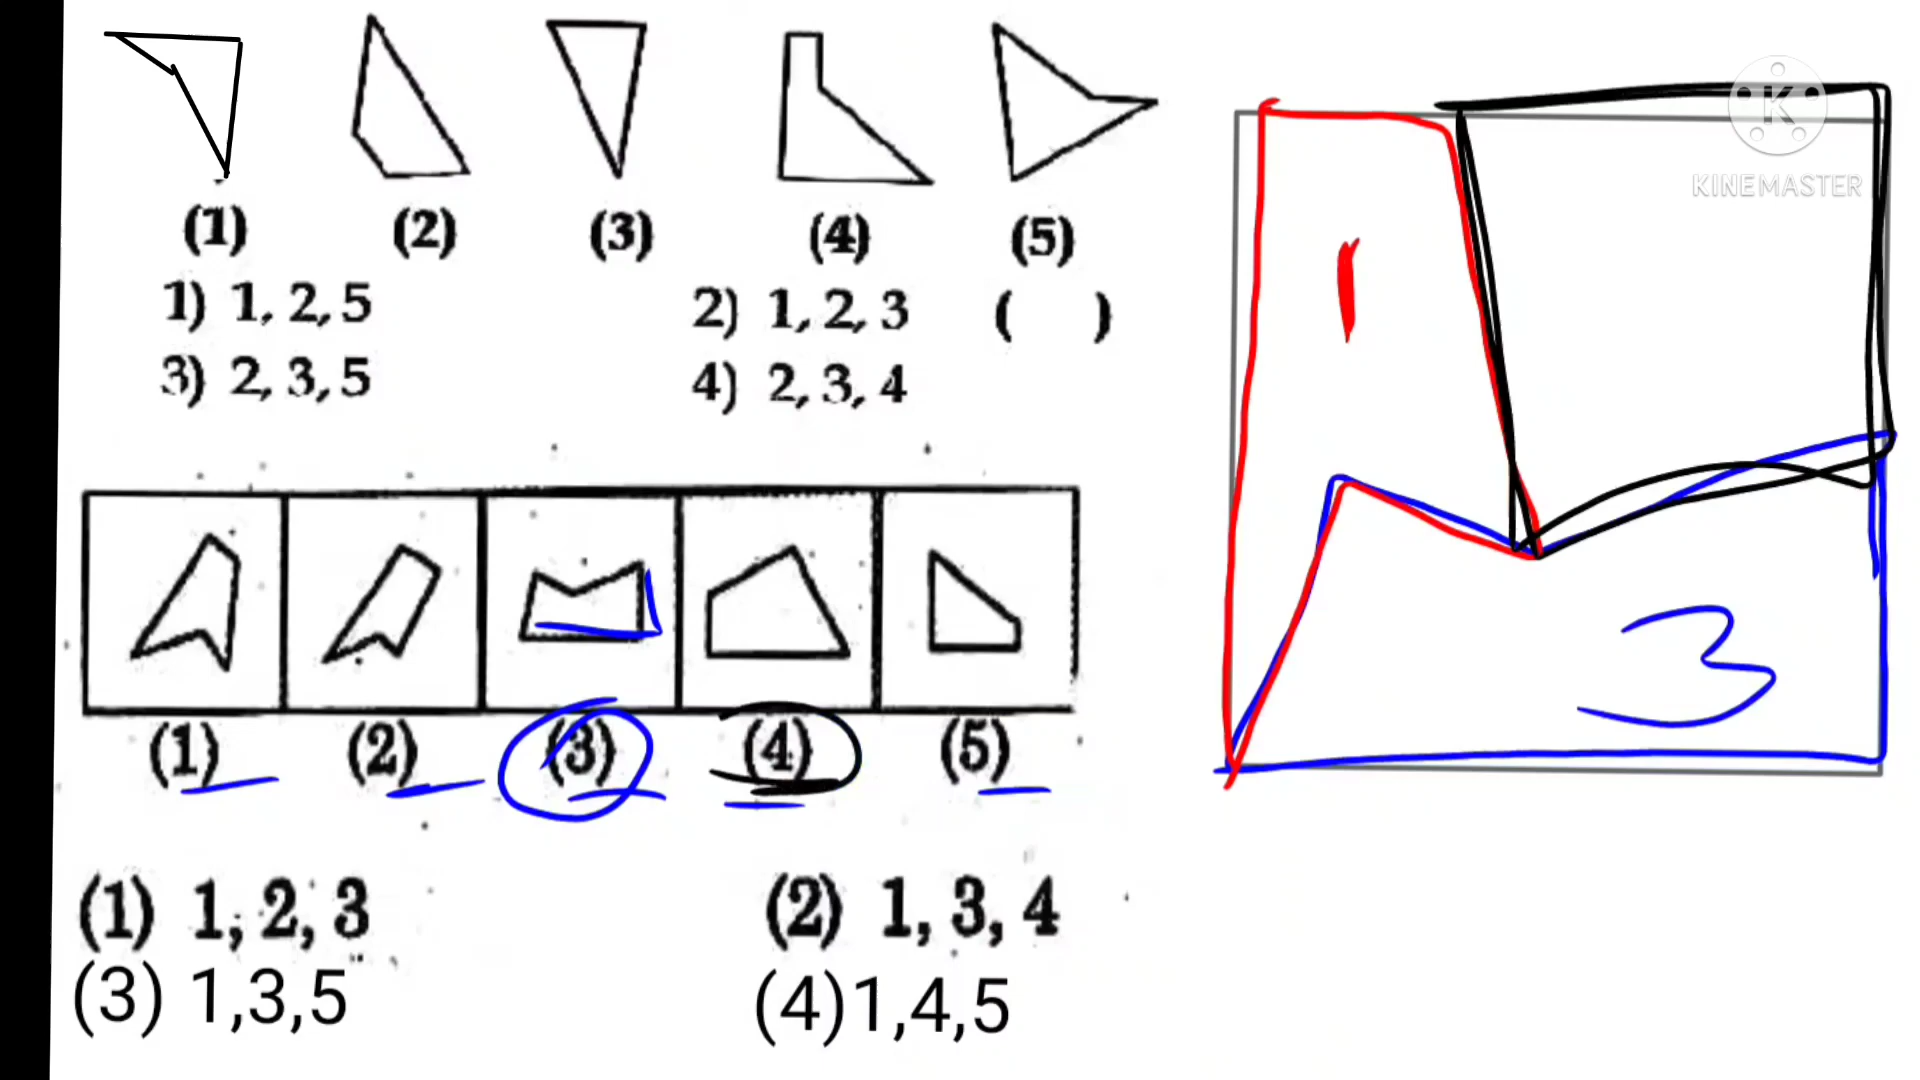 (1) (2) (3) (4) (5)
1) 1, 2, 5 2) 1, 2, 3 ( )
3) 2, 3, 5 4) 2, 3, 4
(1) (2) (3) (4) (5)
(1) 1, 2, 3 (2) 1, 3, 4
(3) 1,3,5 (4)1,4,5
1
3
K
KINEMASTER